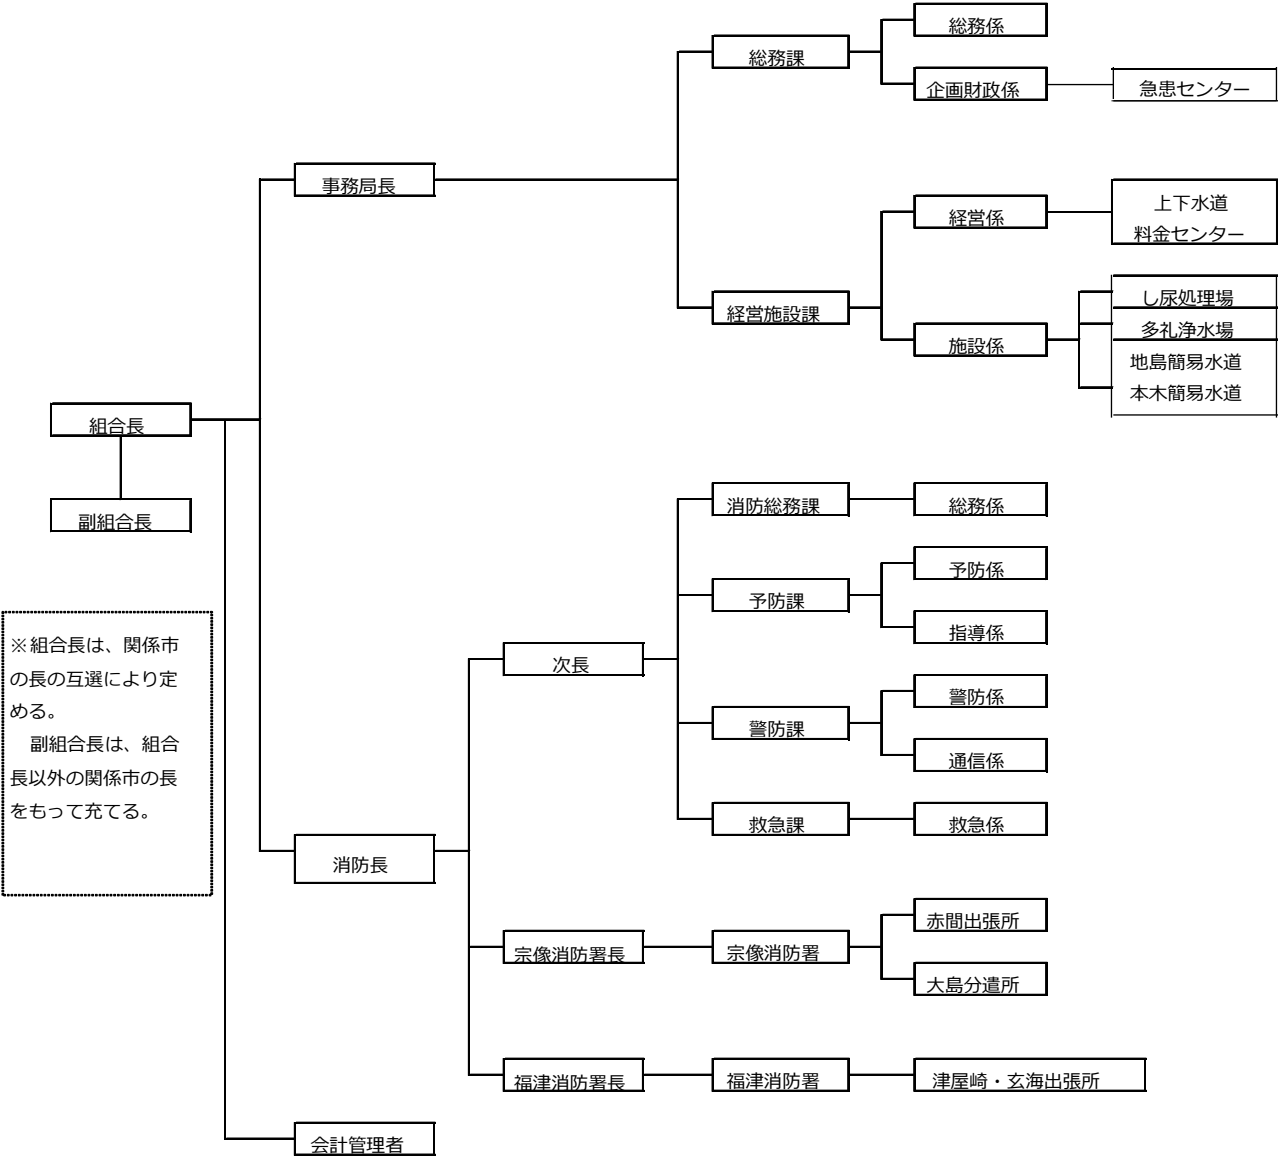 総務係
総務課
企画財政係
急患センター
事務局長
経営係
上下水道
料金センター
経営施設課
し尿処理場
施設係
多礼浄水場
地島簡易水道
本木簡易水道
組合長
副組合長
消防総務課
総務係
予防係
予防課
指導係
※組合長は、関係市
の長の互選により定
める。
副組合長は、組合
長以外の関係市の長
をもって充てる。
次長
警防係
警防課
通信係
救急課
救急係
消防長
赤間出張所
宗像消防署長
宗像消防署
大島分遣所
福津消防署長
福津消防署
津屋崎・玄海出張所
会計管理者